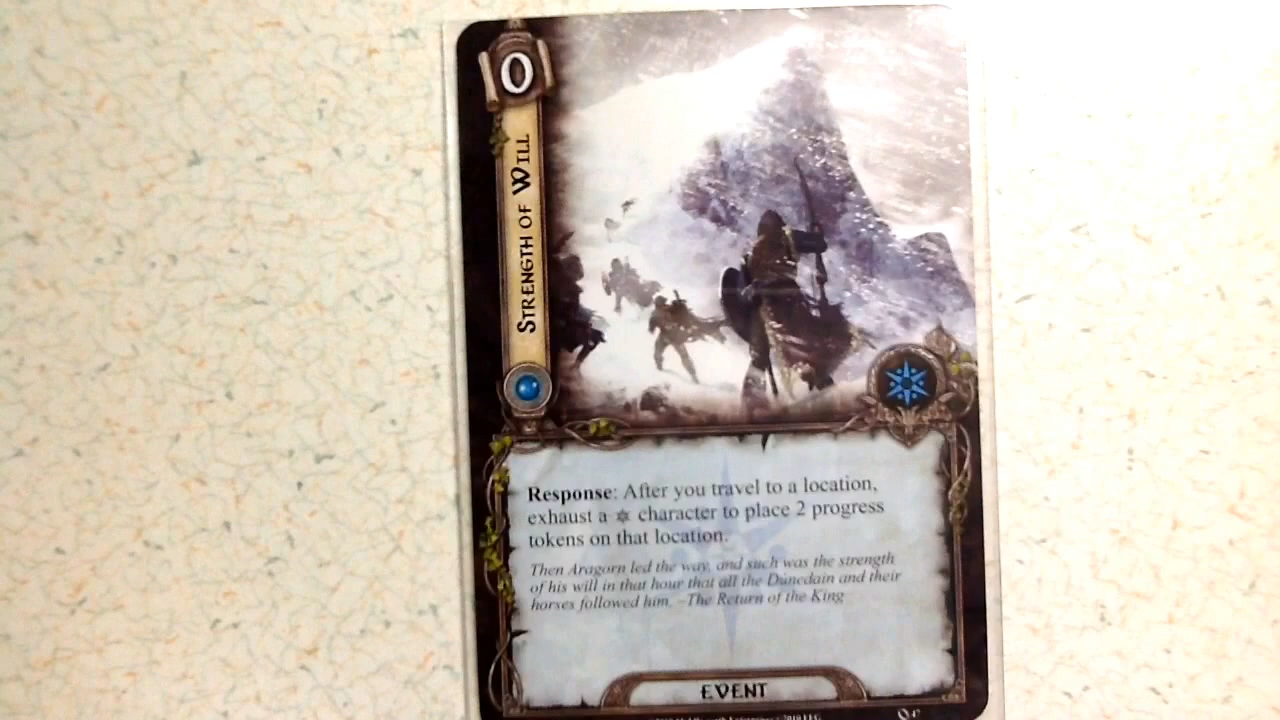 0
STRENGTH OF WILL
Response: After you travel to a location,
exhaust a character to place 2 progress
tokens on that location.
Then Aragorn led the way, and such was the strength
of his will in that hour that all the Dúnedain and their
horses followed him. –The Return of the King
EVENT